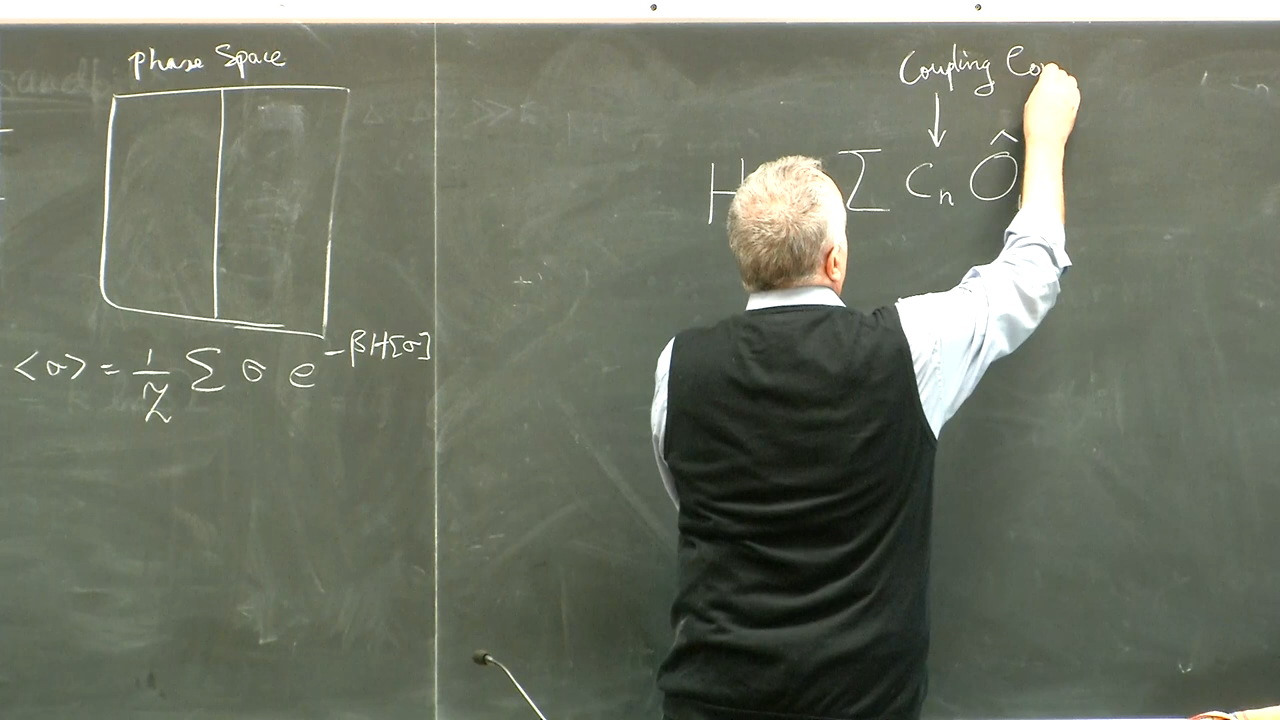 Phase Space
<σ> = 1/Z Σ σ e^{-βH[σ]}
Coupling Co
↓
H Σ Cₙ Ô